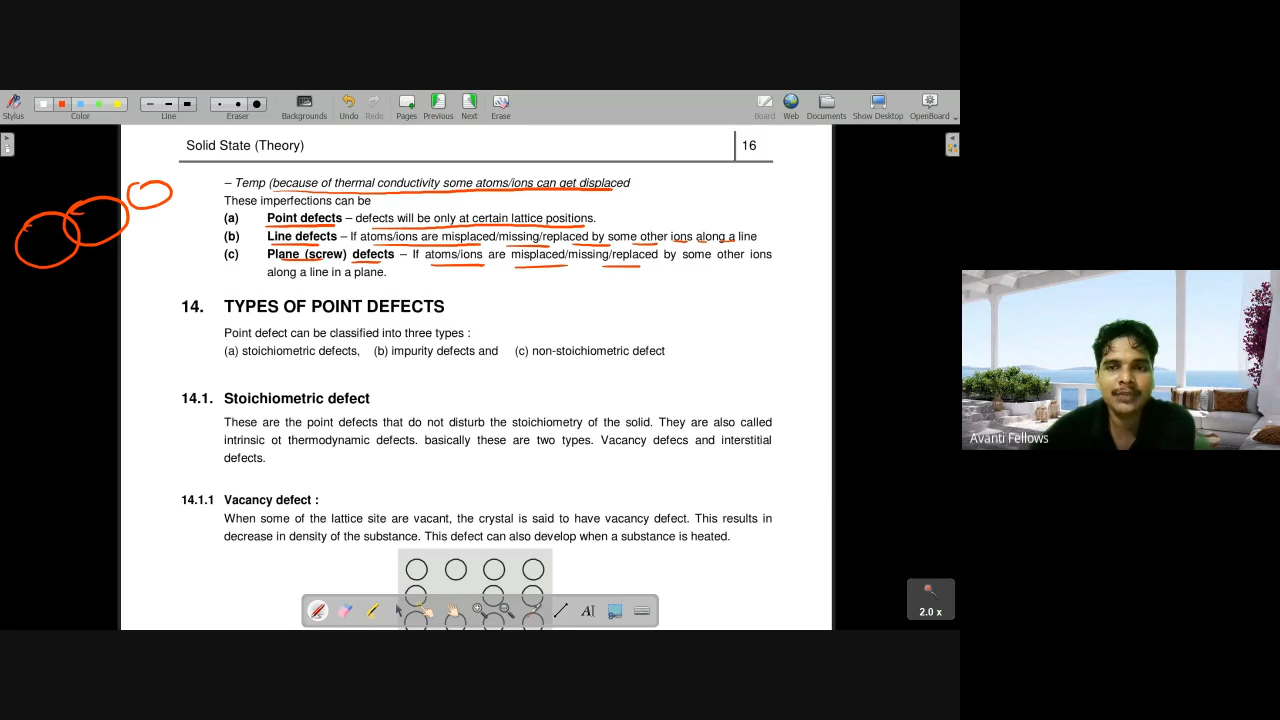 Stylus
Color
Line
Eraser
Backgrounds
Undo
Redo
Pages
Previous
Next
Erase
Board
Web
Documents
Show Desktop
OpenBoard
Solid State (Theory)
16
– Temp (because of thermal conductivity some atoms/ions can get displaced
These imperfections can be
(a) Point defects – defects will be only at certain lattice positions.
(b) Line defects – If atoms/ions are misplaced/missing/replaced by some other ions along a line
(c) Plane (screw) defects – If atoms/ions are misplaced/missing/replaced by some other ions
along a line in a plane.
14. TYPES OF POINT DEFECTS
Point defect can be classified into three types :
(a) stoichiometric defects, (b) impurity defects and (c) non-stoichiometric defect
14.1. Stoichiometric defect
These are the point defects that do not disturb the stoichiometry of the solid. They are also called
intrinsic ot thermodynamic defects. basically these are two types. Vacancy defecs and interstitial
defects.
14.1.1 Vacancy defect :
When some of the lattice site are vacant, the crystal is said to have vacancy defect. This results in
decrease in density of the substance. This defect can also develop when a substance is heated.
AI
2.0 x
Avanti Fellows